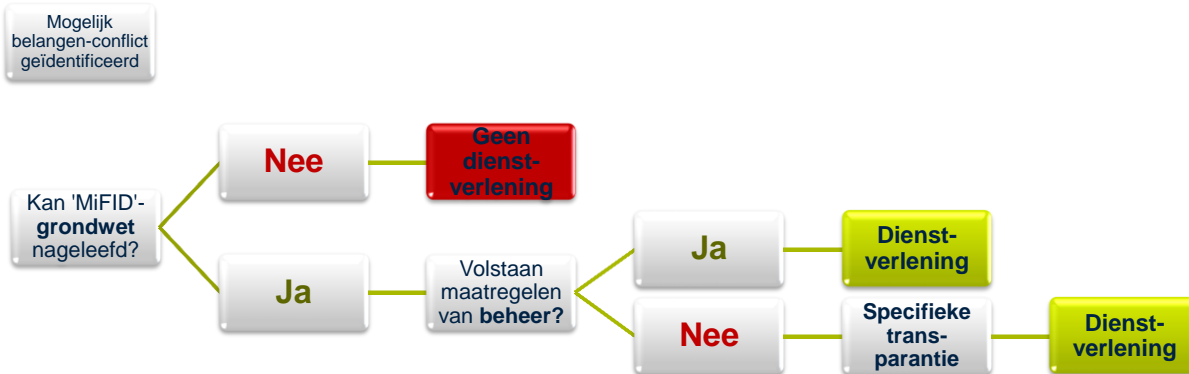 Mogelijk
belangen-conflict
geïdentificeerd
Kan 'MiFID'-
grondwet
nageleefd?
Nee
Geen
dienst-
verlening
Ja
Volstaan
maatregelen
van beheer?
Ja
Dienst-
verlening
Nee
Specifieke
trans-
parantie
Dienst-
verlening